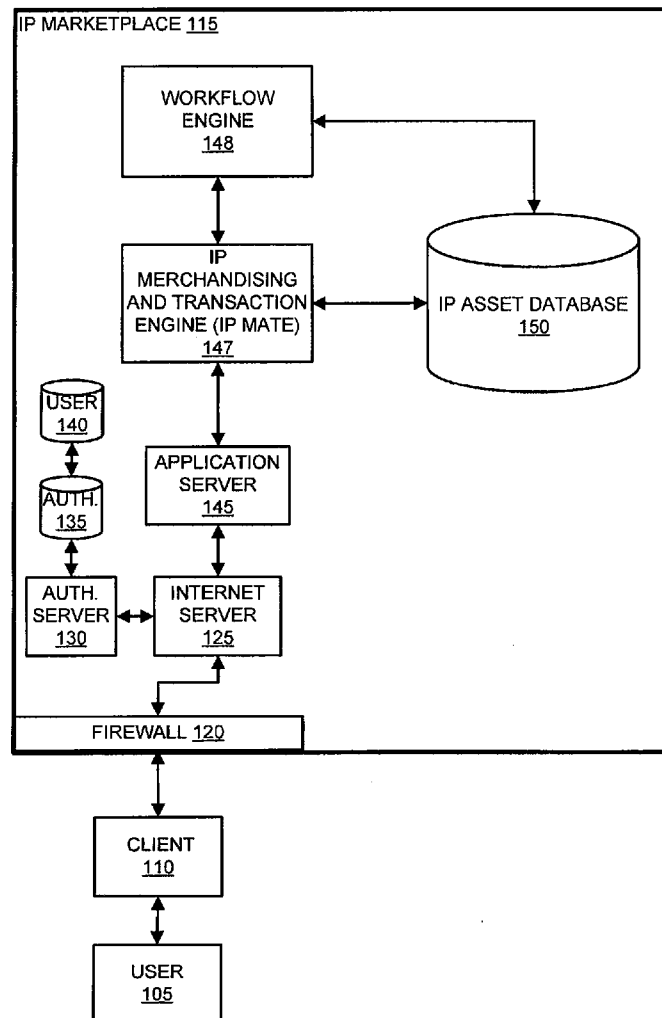 IP MARKETPLACE 115
WORKFLOW
ENGINE
148
IP
MERCHANDISING
AND TRANSACTION
ENGINE (IP MATE)
147
IP ASSET DATABASE
150
USER
140
AUTH.
135
APPLICATION
SERVER
145
AUTH.
SERVER
130
INTERNET
SERVER
125
FIREWALL 120
CLIENT
110
USER
105